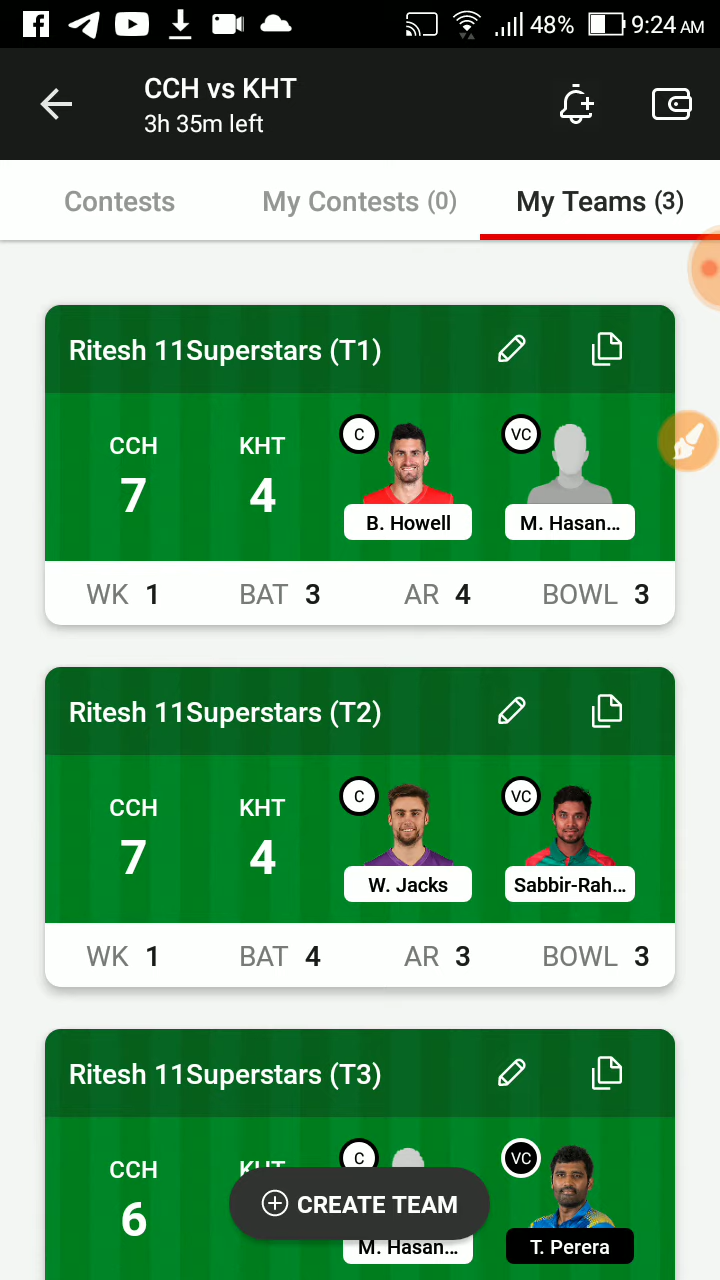 48% 9:24 AM
CCH vs KHT
3h 35m left
Contests My Contests (0) My Teams (3)
Ritesh 11Superstars (T1)
CCH KHT C VC
7 4
B. Howell M. Hasan...
WK 1 BAT 3 AR 4 BOWL 3
Ritesh 11Superstars (T2)
CCH KHT C VC
7 4
W. Jacks Sabbir-Rah...
WK 1 BAT 4 AR 3 BOWL 3
Ritesh 11Superstars (T3)
CCH KHT C VC
6
CREATE TEAM
M. Hasan... T. Perera